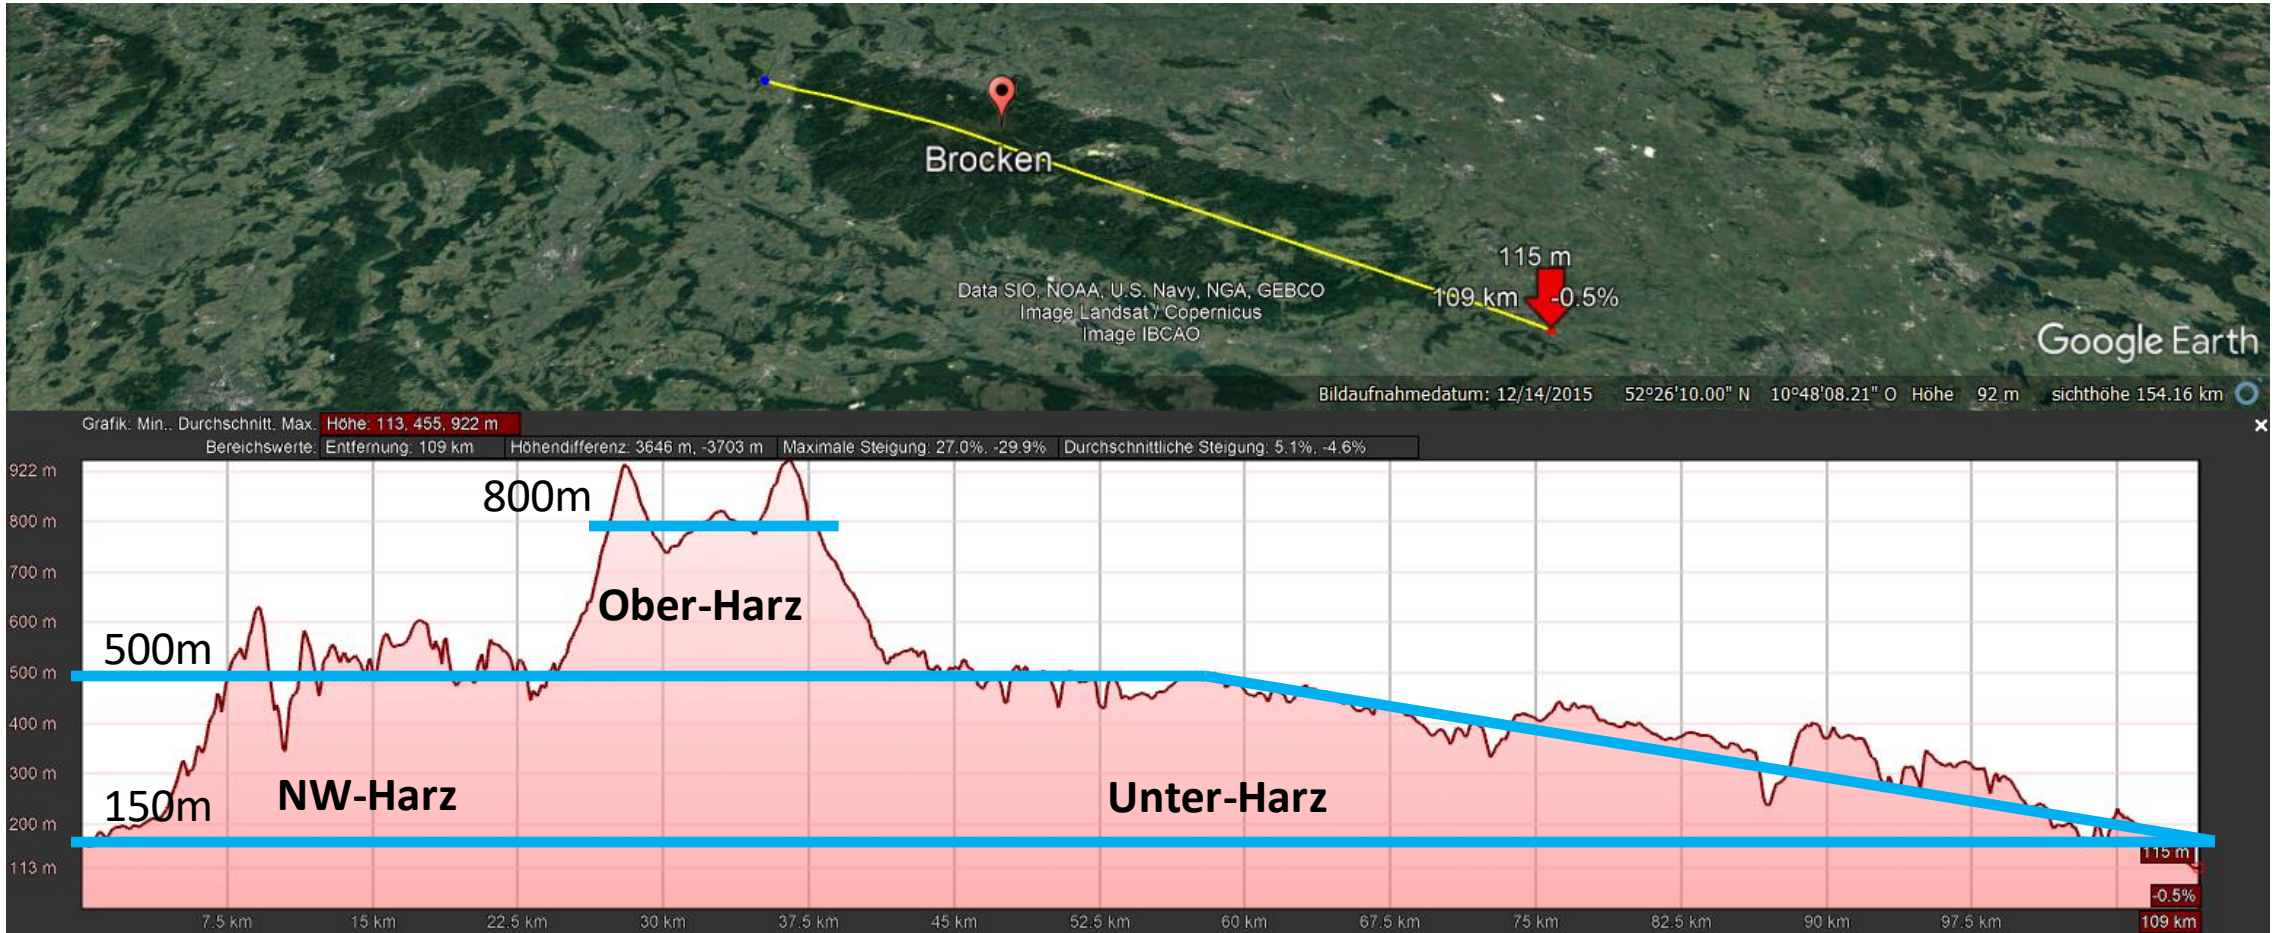 Brocken
115 m
109 km
-0.5%
Data SIO, NOAA, U.S. Navy, NGA, GEBCO
Image Landsat / Copernicus
Image IBCAO
Google Earth
Bildaufnahmedatum: 12/14/2015 52°26'10.00" N 10°48'08.21" O Höhe 92 m sichthöhe 154.16 km
Grafik: Min., Durchschnitt, Max. Höhe: 113, 455, 922 m
Bereichswerte: Entfernung: 109 km Höhendifferenz: 3646 m, -3703 m Maximale Steigung: 27.0%, -29.9% Durchschnittliche Steigung: 5.1%, -4.6%
922 m
800m
800 m
700 m
Ober-Harz
600 m
500m
500 m
400 m
300 m
NW-Harz
Unter-Harz
150m
200 m
113 m
115 m
-0.5%
7.5 km 15 km 22.5 km 30 km 37.5 km 45 km 52.5 km 60 km 67.5 km 75 km 82.5 km 90 km 97.5 km 109 km